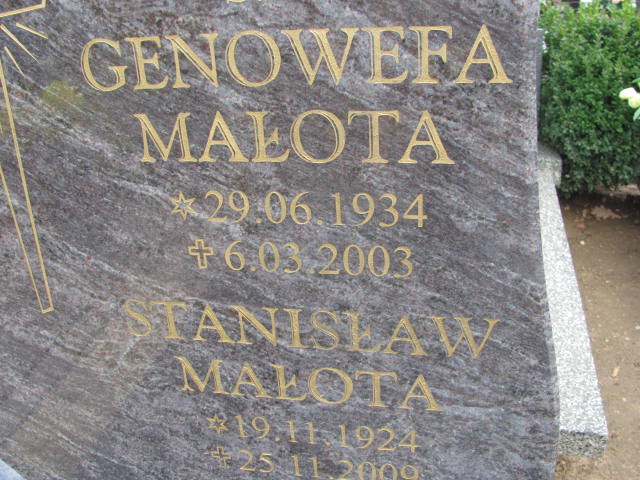 GENOWEFA
MAŁOTA
✡ 29.06.1934
✝ 6.03.2003
STANISŁAW
MAŁOTA
✡ 19.11.1924
✝ 25.11.2009